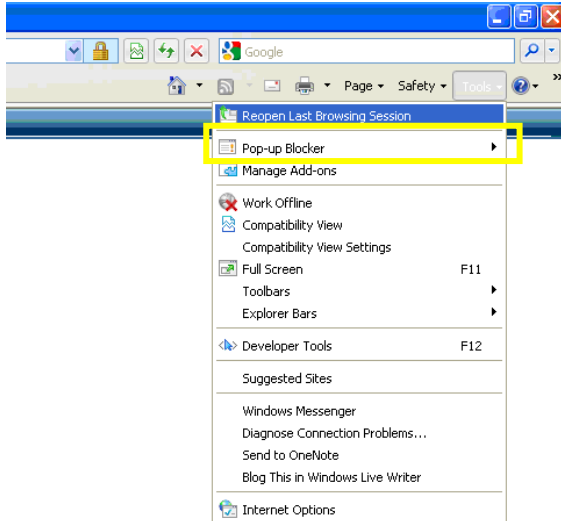 Google
Page Safety Tools
Reopen Last Browsing Session
Pop-up Blocker
Manage Add-ons
Work Offline
Compatibility View
Compatibility View Settings
Full Screen F11
Toolbars
Explorer Bars
Developer Tools F12
Suggested Sites
Windows Messenger
Diagnose Connection Problems...
Send to OneNote
Blog This in Windows Live Writer
Internet Options